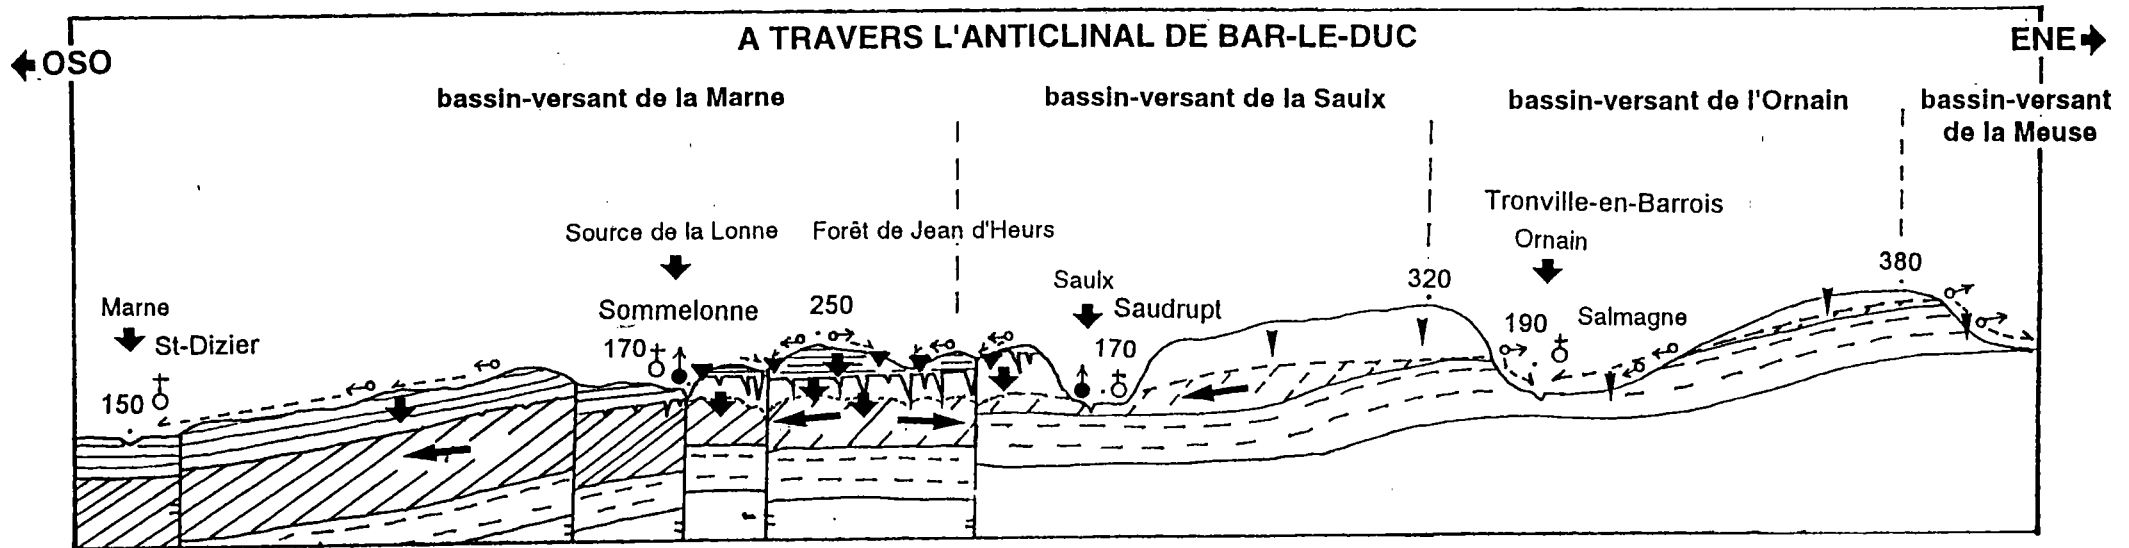 A TRAVERS L'ANTICLINAL DE BAR-LE-DUC
OSO
ENE
bassin-versant de la Marne
bassin-versant de la Saulx
bassin-versant de l'Ornain
bassin-versant
de la Meuse
Source de la Lonne
Forêt de Jean d'Heurs
Tronville-en-Barrois
Ornain
Marne
St-Dizier
150
Sommelonne
170
250
Saulx
Saudrupt
170
320
190
Salmagne
380